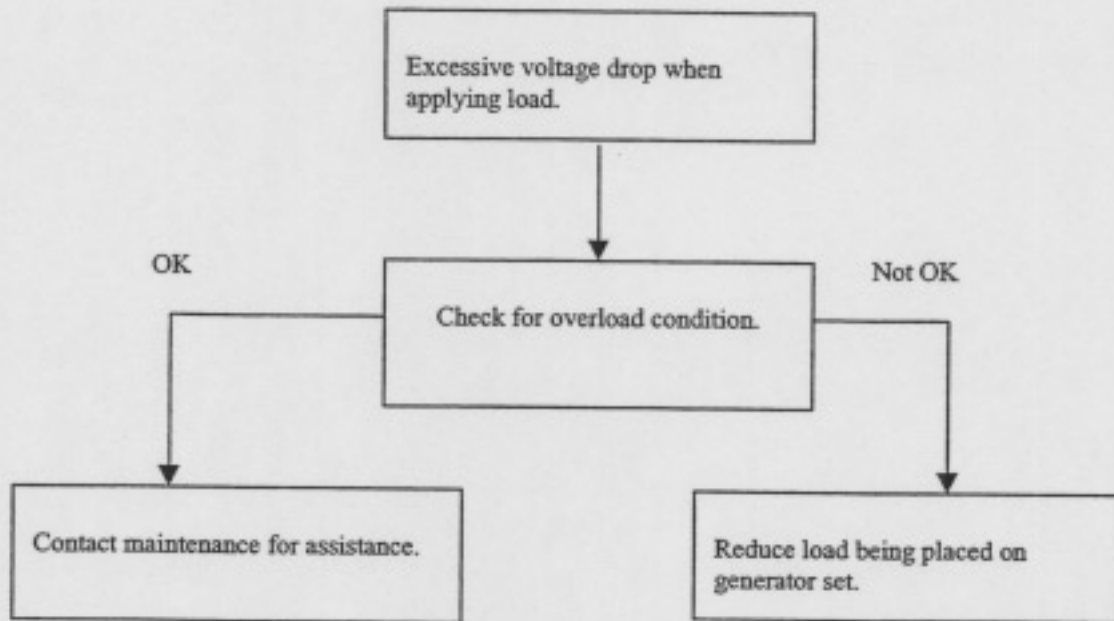 Excessive voltage drop when
applying load.
OK
Not OK
Check for overload condition.
Contact maintenance for assistance.
Reduce load being placed on
generator set.